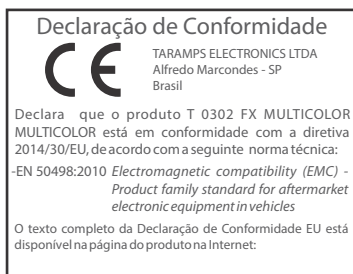 Declaração de Conformidade
CE
TARAMPS ELECTRONICS LTDA
Alfredo Marcondes - SP
Brasil
Declara que o produto T 0302 FX MULTICOLOR
MULTICOLOR está em conformidade com a diretiva
2014/30/EU, de acordo com a seguinte norma técnica:
-EN 50498:2010 Electromagnetic compatibility (EMC) -
Product family standard for aftermarket
electronic equipment in vehicles
O texto completo da Declaração de Conformidade EU está
disponível na página do produto na Internet: